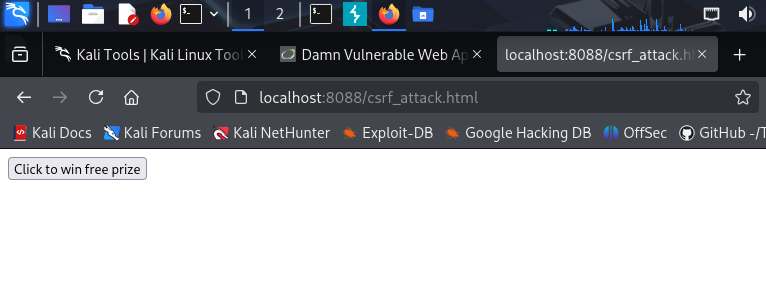 1 2
Kali Tools | Kali Linux Tool Damn Vulnerable Web Ap localhost:8088/csrf_attack.ht
localhost:8088/csrf_attack.html
Kali Docs Kali Forums Kali NetHunter Exploit-DB Google Hacking DB OffSec GitHub -/T
Click to win free prize